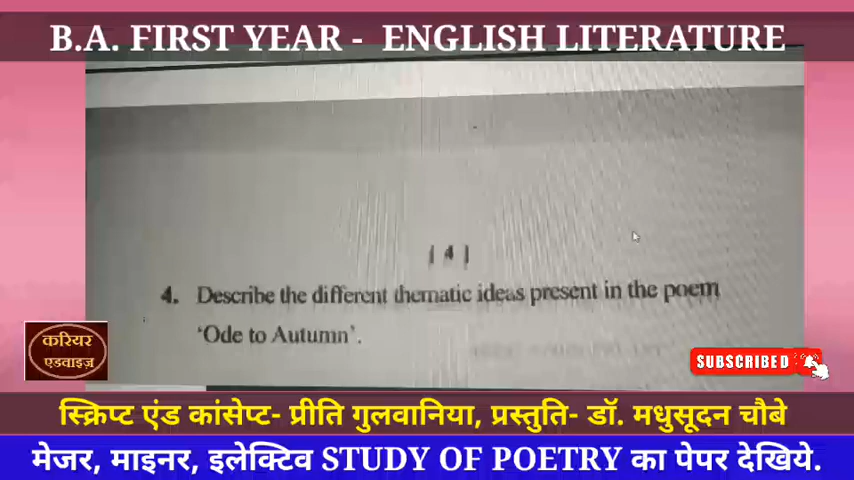 B.A. FIRST YEAR - ENGLISH LITERATURE
| 4 |
4. Describe the different thematic ideas present in the poem
'Ode to Autumn'.
करियर
एडवाइज़
SUBSCRIBED
स्क्रिप्ट एंड कांसेप्ट- प्रीति गुलवानिया, प्रस्तुति- डॉ. मधुसूदन चौबे
मेजर, माइनर, इलेक्टिव STUDY OF POETRY का पेपर देखिये.